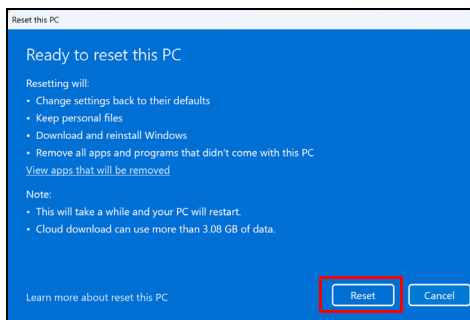 Reset this PC
Ready to reset this PC
Resetting will:
• Change settings back to their defaults
• Keep personal files
• Download and reinstall Windows
• Remove all apps and programs that didn't come with this PC
View apps that will be removed
Note:
• This will take a while and your PC will restart.
• Cloud download can use more than 3.08 GB of data.
Learn more about reset this PC
Reset
Cancel